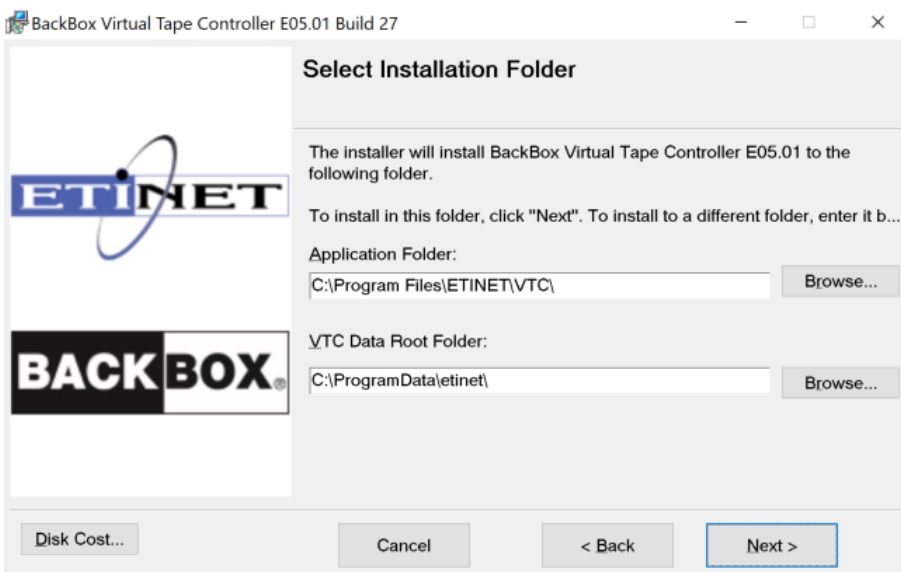 BackBox Virtual Tape Controller E05.01 Build 27
Select Installation Folder
The installer will install BackBox Virtual Tape Controller E05.01 to the
following folder.
To install in this folder, click "Next". To install to a different folder, enter it b...
Application Folder:
C:\Program Files\ETINET\VTC\
Browse...
VTC Data Root Folder:
C:\ProgramData\etinet\
Browse...
ETINET
BACKBOX®
Disk Cost...
Cancel
< Back
Next >